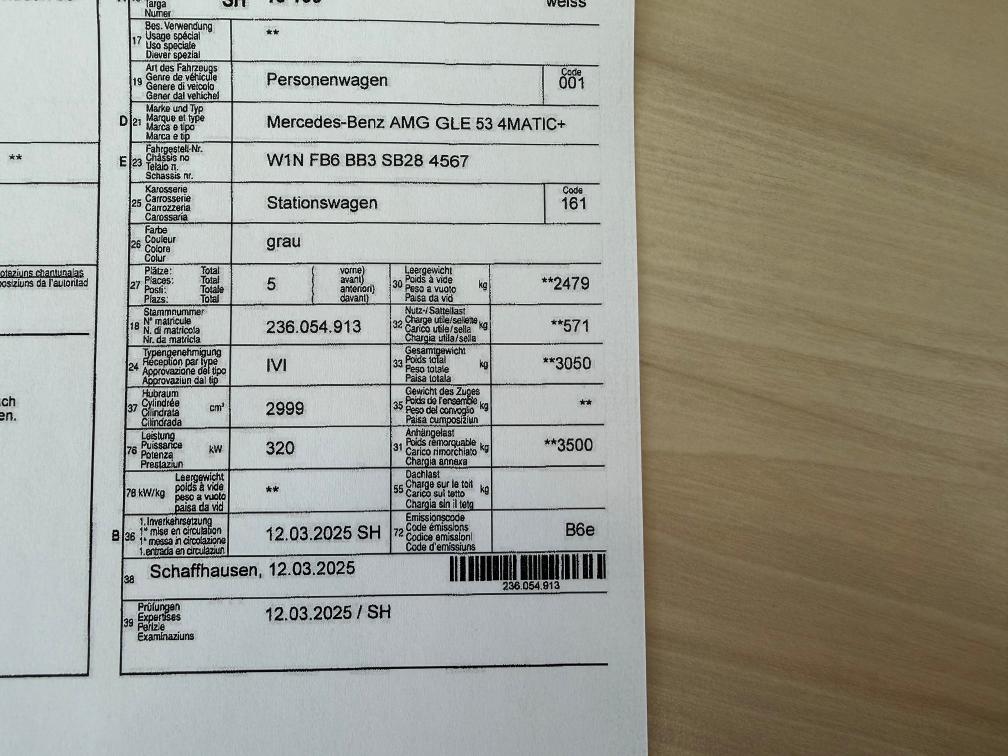 Targa
Numer
SH
weiss
17
Bes. Verwendung
Usage spécial
Uso speciale
Diever spezial
**
19
Art des Fahrzeugs
Genre de véhicule
Genere di veicolo
Gener dal vehichel
Personenwagen
Code
001
D 21
Marke und Typ
Marque et type
Marca e tipo
Marca e tip
Mercedes-Benz AMG GLE 53 4MATIC+
**
E 23
Fahrgestell-Nr.
Châssis no
Telaio n.
Schassis nr.
W1N FB6 BB3 SB28 4567
25
Karosserie
Carrosserie
Carrozzeria
Carossaria
Stationswagen
Code
161
26
Farbe
Couleur
Colore
Colur
grau
otaziuns chantunalas
posiziuns da l'autoritad
27
Plätze: Total
Places: Total
Posti: Totale
Plazs: Total
5
vorne)
avant)
anteriori)
davant)
30
Leergewicht
Poids à vide
Peso a vuoto
Paisa da vid
kg
**2479
18
Stammnummer
N° matricule
N. di matricola
Nr. da matricla
236.054.913
32
Nutz-/Sattellast
Charge utile/sellette
Carico utile/sella
Chargia utila/selle
kg
**571
24
Typengenehmigung
Réception par type
Approvazione del tipo
Approvaziun dal tip
IVI
33
Gesamtgewicht
Poids total
Peso totale
Paisa totala
kg
**3050
37
Hubraum
Cylindrée
Cilindrata
Cilindrada
cm³
2999
35
Gewicht des Zuges
Poids de l'ensemble
Peso del convoglio
Paisa cumposiziun
kg
**
ch
en.
76
Leistung
Puissance
Potenza
Prestaziun
kW
320
31
Anhängelast
Poids remorquable
Carico rimorchiato
Chargia annexa
kg
**3500
78 kW/kg
Leergewicht
poids à vide
peso a vuoto
paisa da vid
**
55
Dachlast
Charge sur le toit
Carico sul tetto
Chargia sin il tetg
kg
B 36
1. Inverkehrsetzung
1re mise en circulation
1a messa in circolazione
1. entrada en circulaziun
12.03.2025 SH
72
Emissionscode
Code émissions
Codice emissioni
Code d'emissiuns
B6e
38
Schaffhausen, 12.03.2025
236.054.913
39
Prüfungen
Expertises
Perizie
Examinaziuns
12.03.2025 / SH